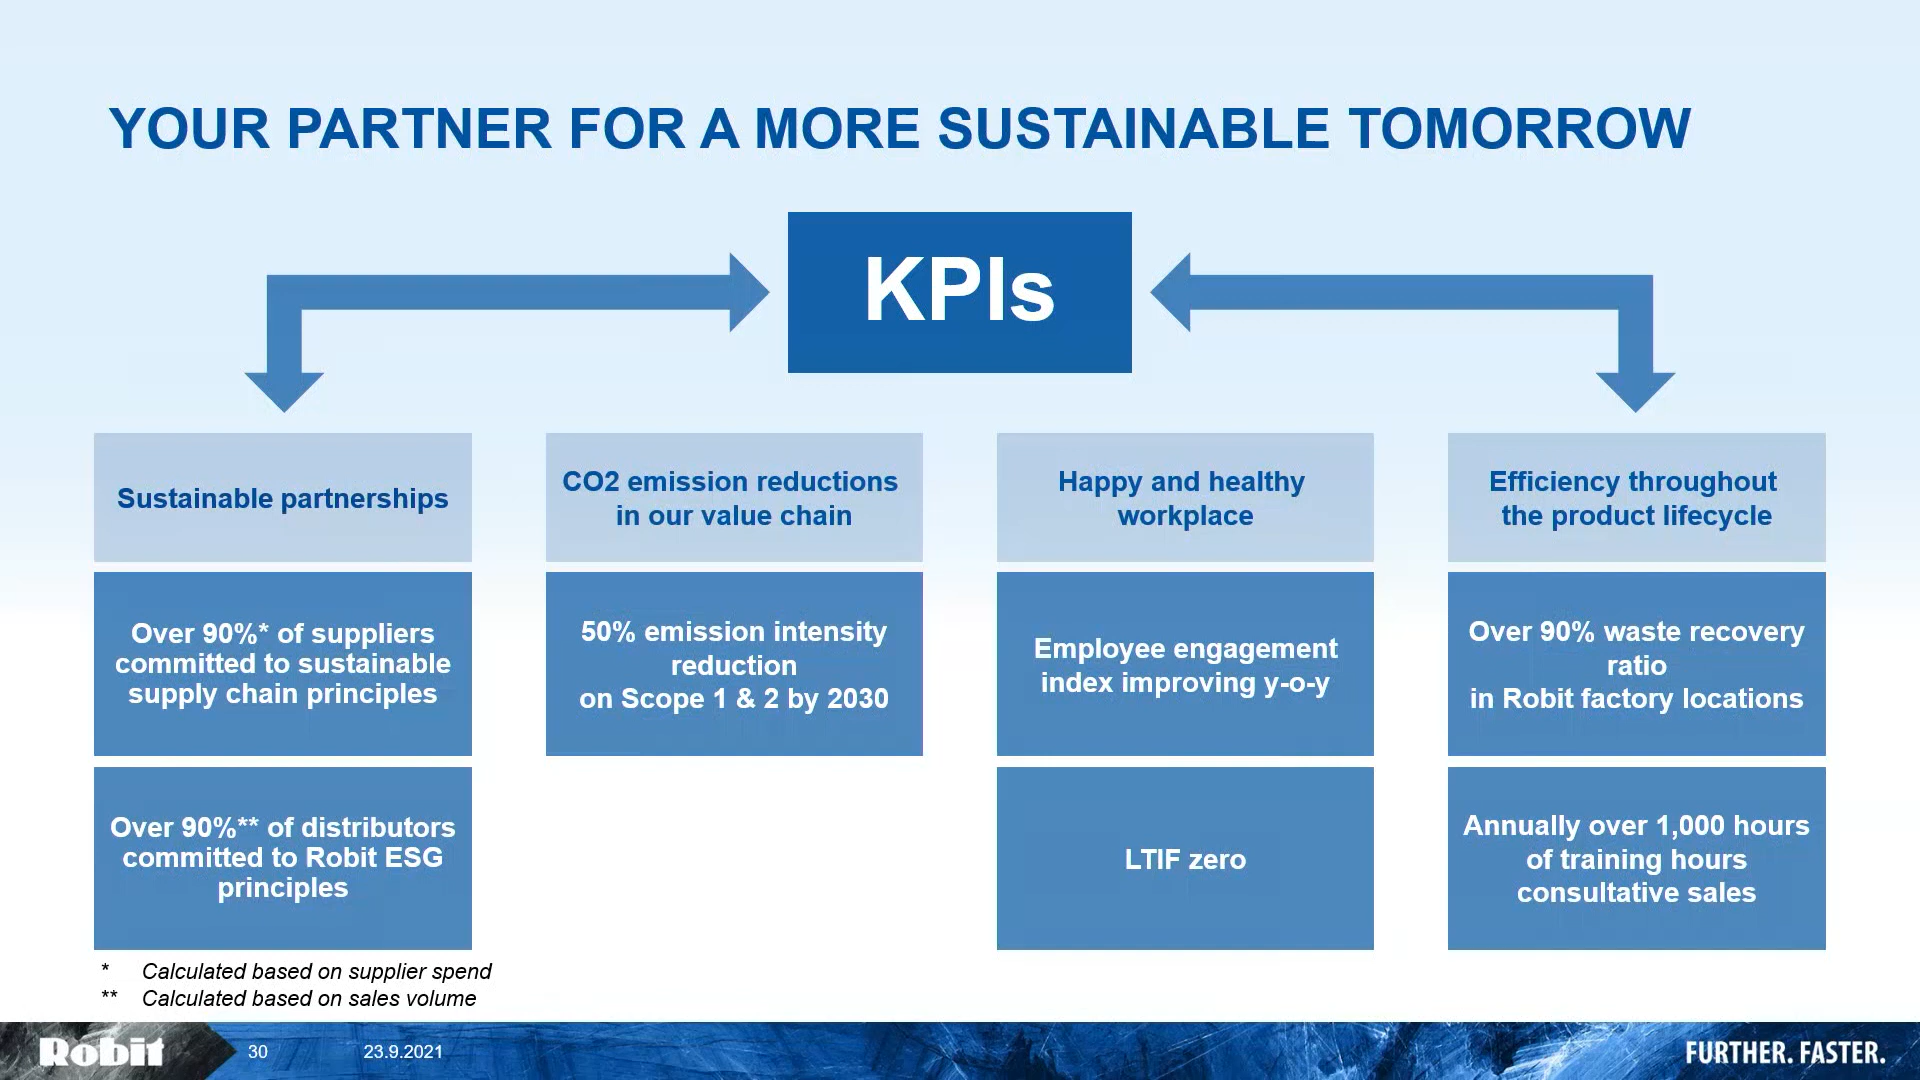 YOUR PARTNER FOR A MORE SUSTAINABLE TOMORROW
KPIs
Sustainable partnerships
Over 90%* of suppliers
committed to sustainable
supply chain principles
Over 90%** of distributors
committed to Robit ESG
principles
CO2 emission reductions
in our value chain
50% emission intensity
reduction
on Scope 1 & 2 by 2030
Happy and healthy
workplace
Employee engagement
index improving y-o-y
LTIF zero
Efficiency throughout
the product lifecycle
Over 90% waste recovery
ratio
in Robit factory locations
Annually over 1,000 hours
of training hours
consultative sales
* Calculated based on supplier spend
** Calculated based on sales volume
Robit 30 23.9.2021 FURTHER. FASTER.